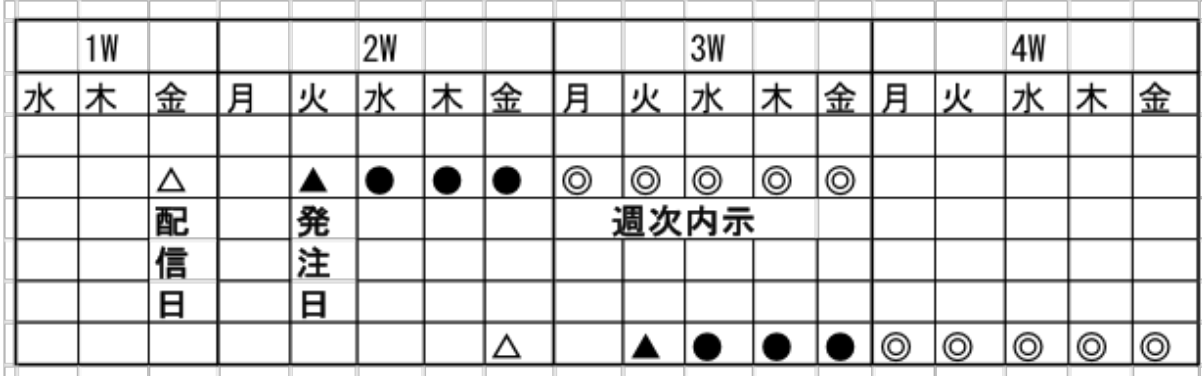 1W 2W 3W 4W
水 木 金 月 火 水 木 金 月 火 水 木 金 月 火 水 木 金
△ ▲ ● ● ● ◎ ◎ ◎ ◎ ◎
配信日
発注日
週次内示
△ ▲ ● ● ● ◎ ◎ ◎ ◎ ◎